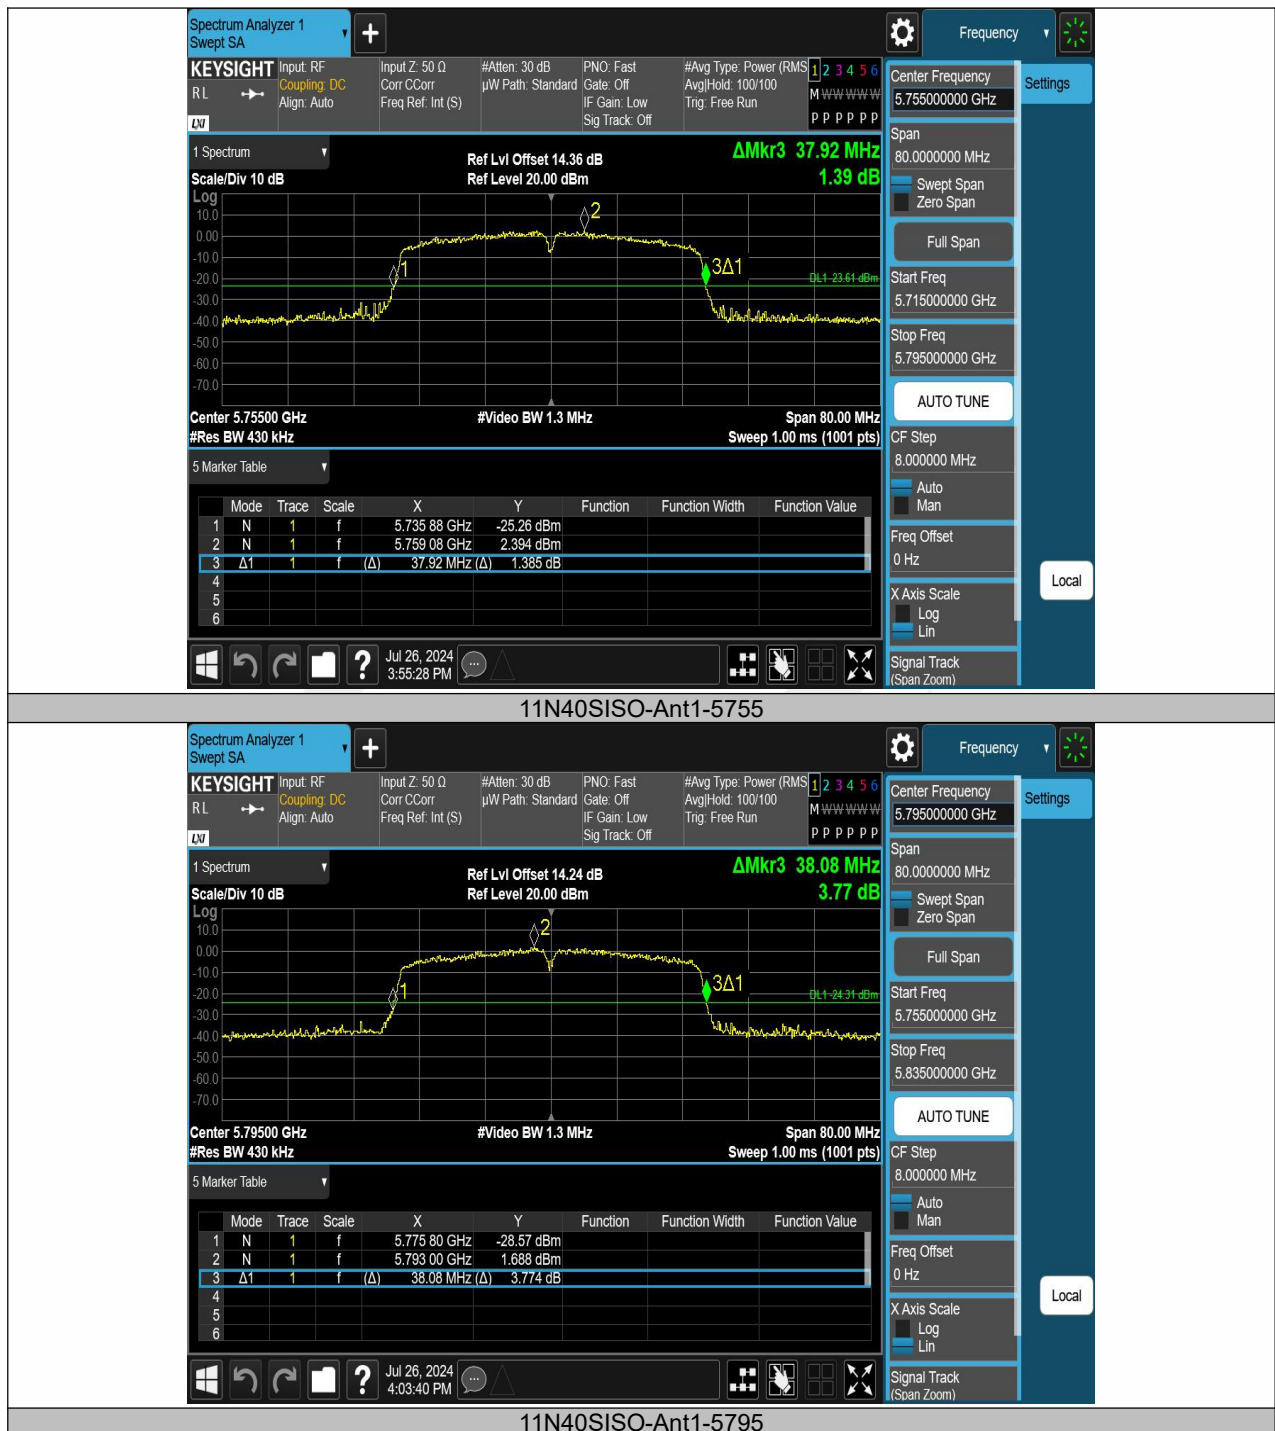 Spectrum Analyzer 1
Swept SA
+
Frequency
KEYSIGHT
RL
LXI
Input: RF
Coupling: DC
Align: Auto
Input Z: 50 Ω
Corr CCorr
Freq Ref: Int (S)
#Atten: 30 dB
µW Path: Standard
PNO: Fast
Gate: Off
IF Gain: Low
Sig Track: Off
#Avg Type: Power (RMS
Avg|Hold: 100/100
Trig: Free Run
1 2 3 4 5 6
M W W W W W
P P P P P P
Center Frequency
5.755000000 GHz
Settings
Span
80.0000000 MHz
Swept Span
Zero Span
Full Span
Start Freq
5.715000000 GHz
Stop Freq
5.795000000 GHz
AUTO TUNE
CF Step
8.000000 MHz
Auto
Man
Freq Offset
0 Hz
X Axis Scale
Log
Lin
Signal Track
(Span Zoom)
Local
1 Spectrum
Scale/Div 10 dB
Ref Lvl Offset 14.36 dB
Ref Level 20.00 dBm
ΔMkr3 37.92 MHz
1.39 dB
Log
10.0
0.00
-10.0
-20.0
-30.0
-40.0
-50.0
-60.0
-70.0
1
2
3Δ1
DL1 -23.61 dBm
Center 5.75500 GHz
#Video BW 1.3 MHz
Span 80.00 MHz
#Res BW 430 kHz
Sweep 1.00 ms (1001 pts)
5 Marker Table
Mode Trace Scale X Y Function Function Width Function Value
1 N 1 f 5.735 88 GHz -25.26 dBm
2 N 1 f 5.759 08 GHz 2.394 dBm
3 Δ1 1 f (Δ) 37.92 MHz (Δ) 1.385 dB
4
5
6
?
Jul 26, 2024
3:55:28 PM
11N40SISO-Ant1-5755
Spectrum Analyzer 1
Swept SA
+
Frequency
KEYSIGHT
RL
LXI
Input: RF
Coupling: DC
Align: Auto
Input Z: 50 Ω
Corr CCorr
Freq Ref: Int (S)
#Atten: 30 dB
µW Path: Standard
PNO: Fast
Gate: Off
IF Gain: Low
Sig Track: Off
#Avg Type: Power (RMS
Avg|Hold: 100/100
Trig: Free Run
1 2 3 4 5 6
M W W W W W
P P P P P P
Center Frequency
5.795000000 GHz
Settings
Span
80.0000000 MHz
Swept Span
Zero Span
Full Span
Start Freq
5.755000000 GHz
Stop Freq
5.835000000 GHz
AUTO TUNE
CF Step
8.000000 MHz
Auto
Man
Freq Offset
0 Hz
X Axis Scale
Log
Lin
Signal Track
(Span Zoom)
Local
1 Spectrum
Scale/Div 10 dB
Ref Lvl Offset 14.24 dB
Ref Level 20.00 dBm
ΔMkr3 38.08 MHz
3.77 dB
Log
10.0
0.00
-10.0
-20.0
-30.0
-40.0
-50.0
-60.0
-70.0
1
2
3Δ1
DL1 -24.31 dBm
Center 5.79500 GHz
#Video BW 1.3 MHz
Span 80.00 MHz
#Res BW 430 kHz
Sweep 1.00 ms (1001 pts)
5 Marker Table
Mode Trace Scale X Y Function Function Width Function Value
1 N 1 f 5.775 80 GHz -28.57 dBm
2 N 1 f 5.793 00 GHz 1.688 dBm
3 Δ1 1 f (Δ) 38.08 MHz (Δ) 3.774 dB
4
5
6
?
Jul 26, 2024
4:03:40 PM
11N40SISO-Ant1-5795